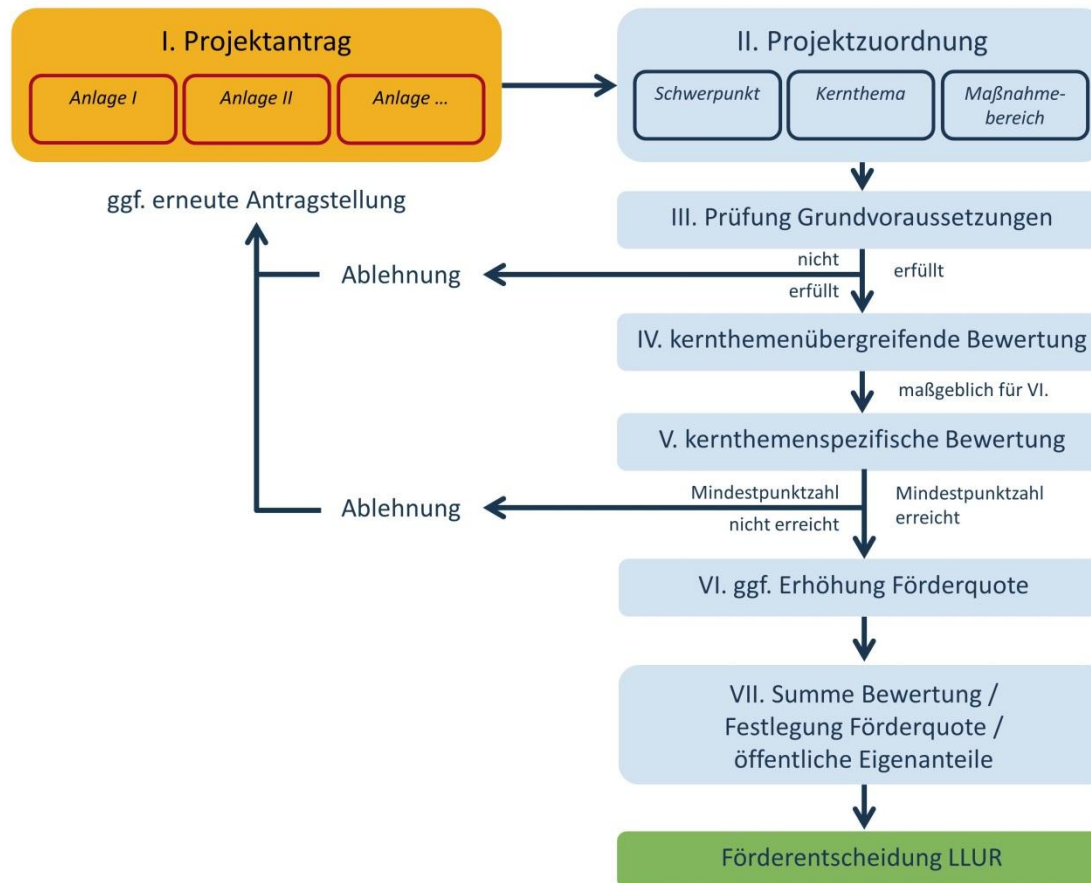 I. Projektantrag
Anlage I
Anlage II
Anlage ...
II. Projektzuordnung
Schwerpunkt
Kernthema
Maßnahme-
bereich
ggf. erneute Antragstellung
III. Prüfung Grundvoraussetzungen
Ablehnung
nicht
erfüllt
erfüllt
IV. kernthemenübergreifende Bewertung
maßgeblich für VI.
V. kernthemenspezifische Bewertung
Ablehnung
Mindestpunktzahl
nicht erreicht
Mindestpunktzahl
erreicht
VI. ggf. Erhöhung Förderquote
VII. Summe Bewertung /
Festlegung Förderquote /
öffentliche Eigenanteile
Förderentscheidung LLUR